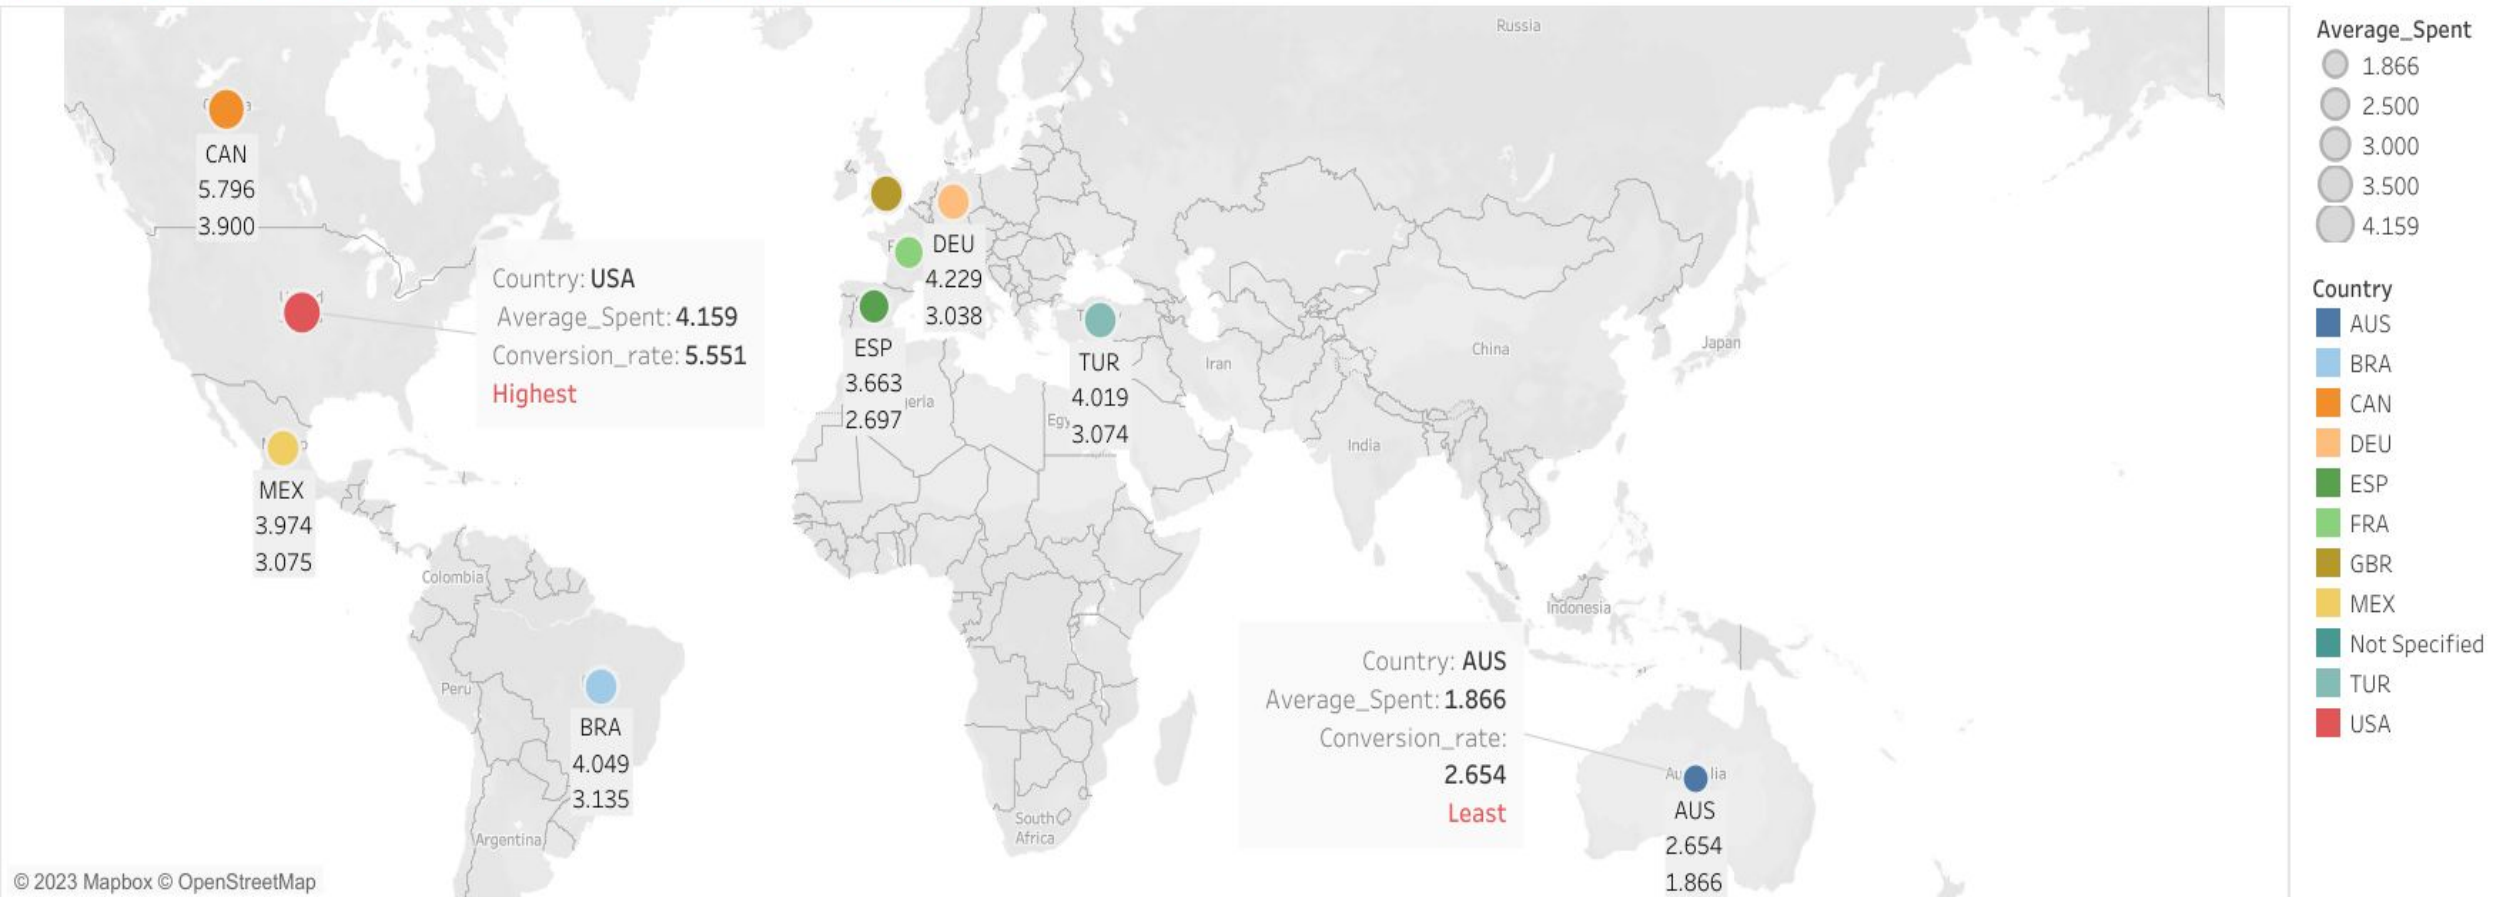 Russia
CAN
5.796
3.900
Country: USA
Average_Spent: 4.159
Conversion_rate: 5.551
Highest
DEU
4.229
3.038
ESP
3.663
2.697
TUR
4.019
3.074
Iran
China
Japan
India
MEX
3.974
3.075
Colombia
Peru
BRA
4.049
3.135
Argentina
South
Africa
Indonesia
Country: AUS
Average_Spent: 1.866
Conversion_rate:
2.654
Least
AUS
2.654
1.866
© 2023 Mapbox © OpenStreetMap
Average_Spent
1.866
2.500
3.000
3.500
4.159
Country
AUS
BRA
CAN
DEU
ESP
FRA
GBR
MEX
Not Specified
TUR
USA